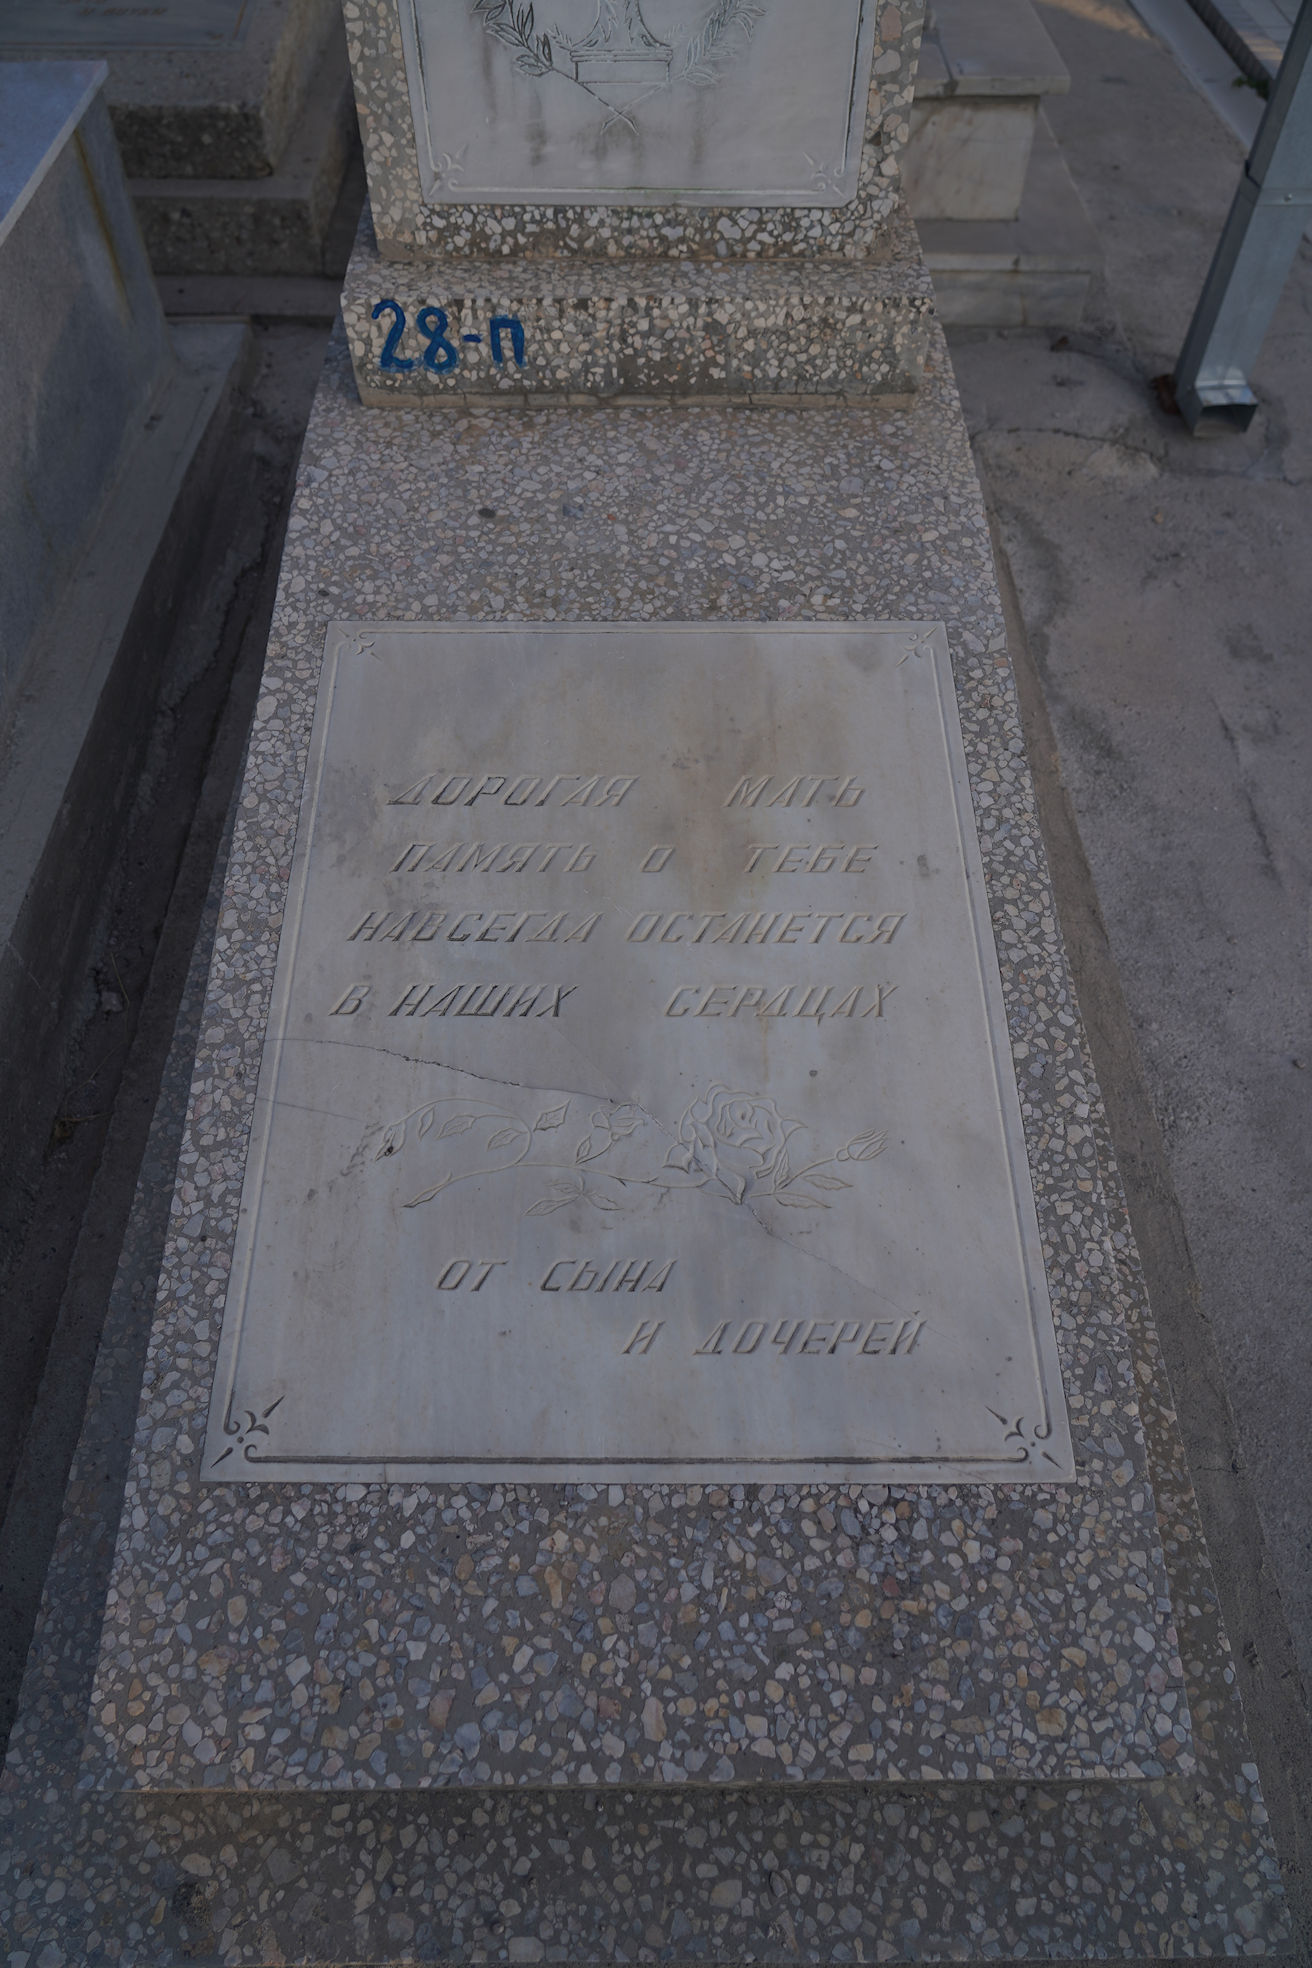 28-П
ДОРОГАЯ МАТЬ
ПАМЯТЬ О ТЕБЕ
НАВСЕГДА ОСТАНЕТСЯ
В НАШИХ СЕРДЦАХ
ОТ СЫНА
И ДОЧЕРЕЙ